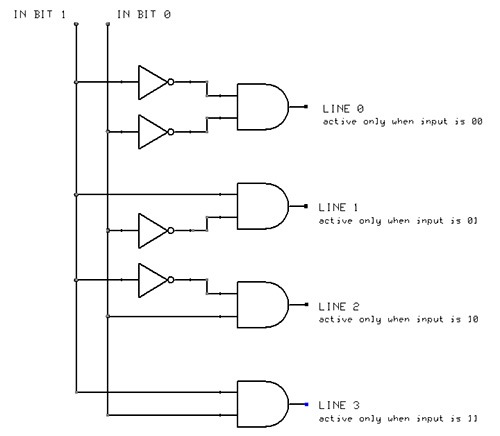 IN BIT 1 IN BIT 0
LINE 0
active only when input is 00
LINE 1
active only when input is 01
LINE 2
active only when input is 10
LINE 3
active only when input is 11